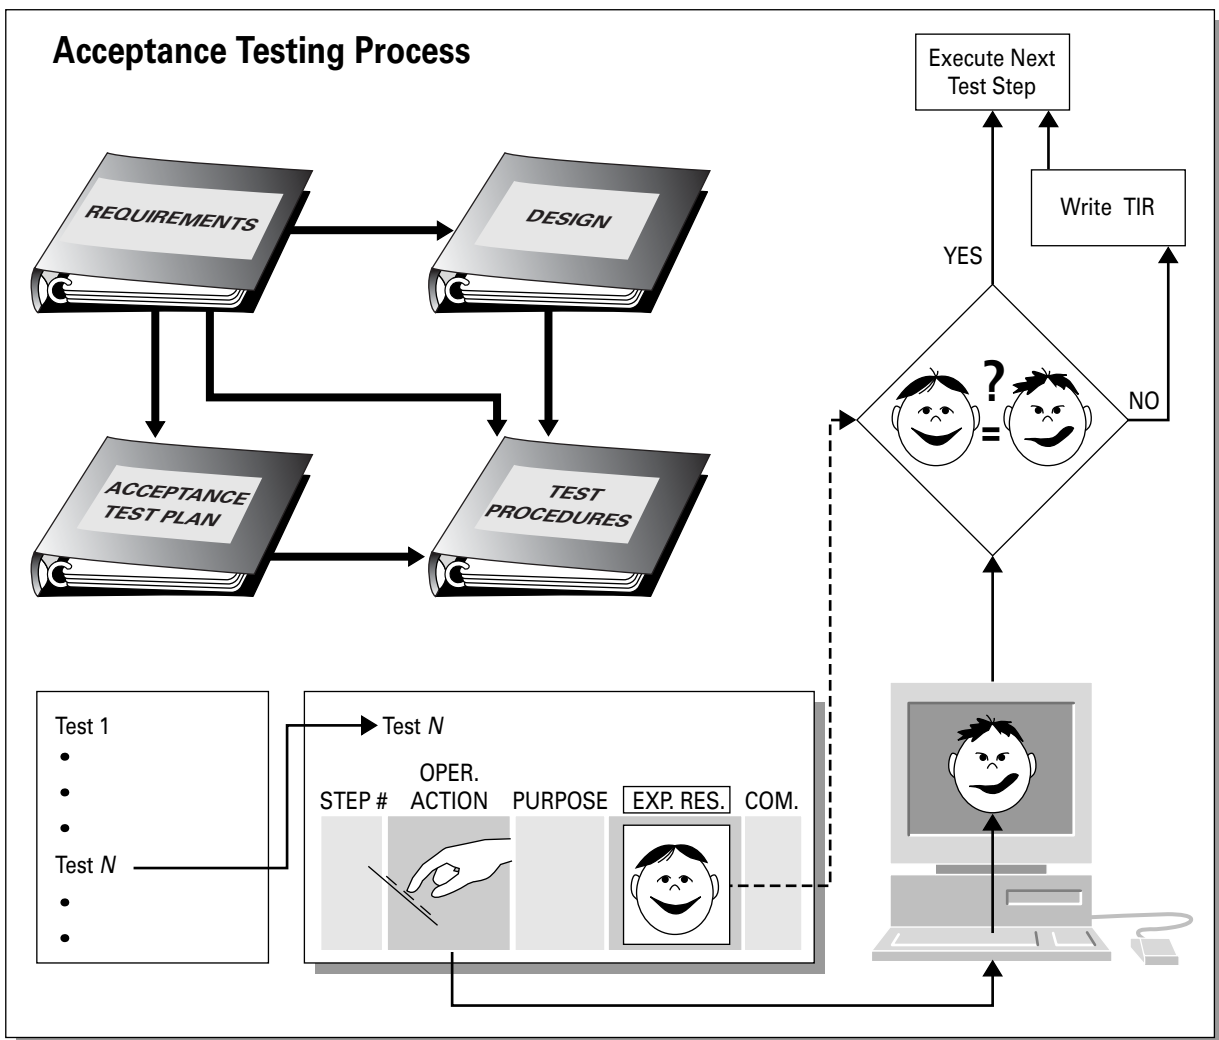 Acceptance Testing Process
Execute Next
Test Step
Write TIR
REQUIREMENTS
DESIGN
YES
?
=
NO
ACCEPTANCE
TEST PLAN
TEST
PROCEDURES
Test 1
•
•
•
Test N
•
•
Test N
OPER.
STEP # ACTION PURPOSE EXP. RES. COM.